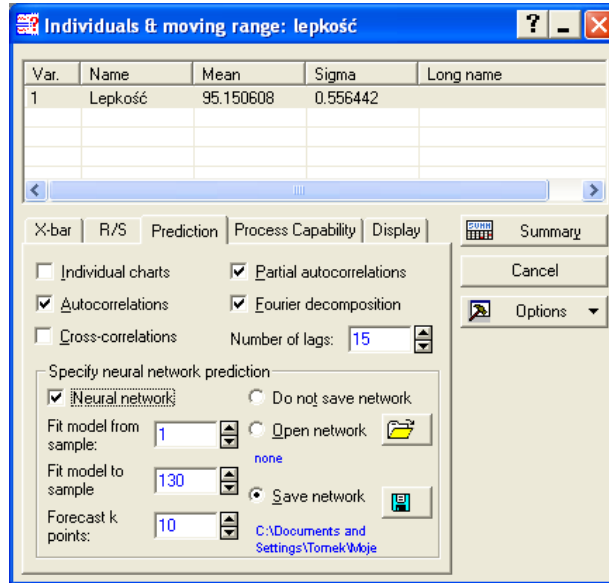 Individuals & moving range: lepkość
Var. Name Mean Sigma Long name
1 Lepkość 95.150608 0.556442
X-bar R/S Prediction Process Capability Display
Summary
Cancel
Options
Individual charts
Partial autocorrelations
Autocorrelations
Fourier decomposition
Cross-correlations
Number of lags: 15
Specify neural network prediction
Neural network
Do not save network
Fit model from sample: 1
Open network
none
Fit model to sample 130
Save network
Forecast k points: 10
C:\Documents and
Settings\Tomek\Moje